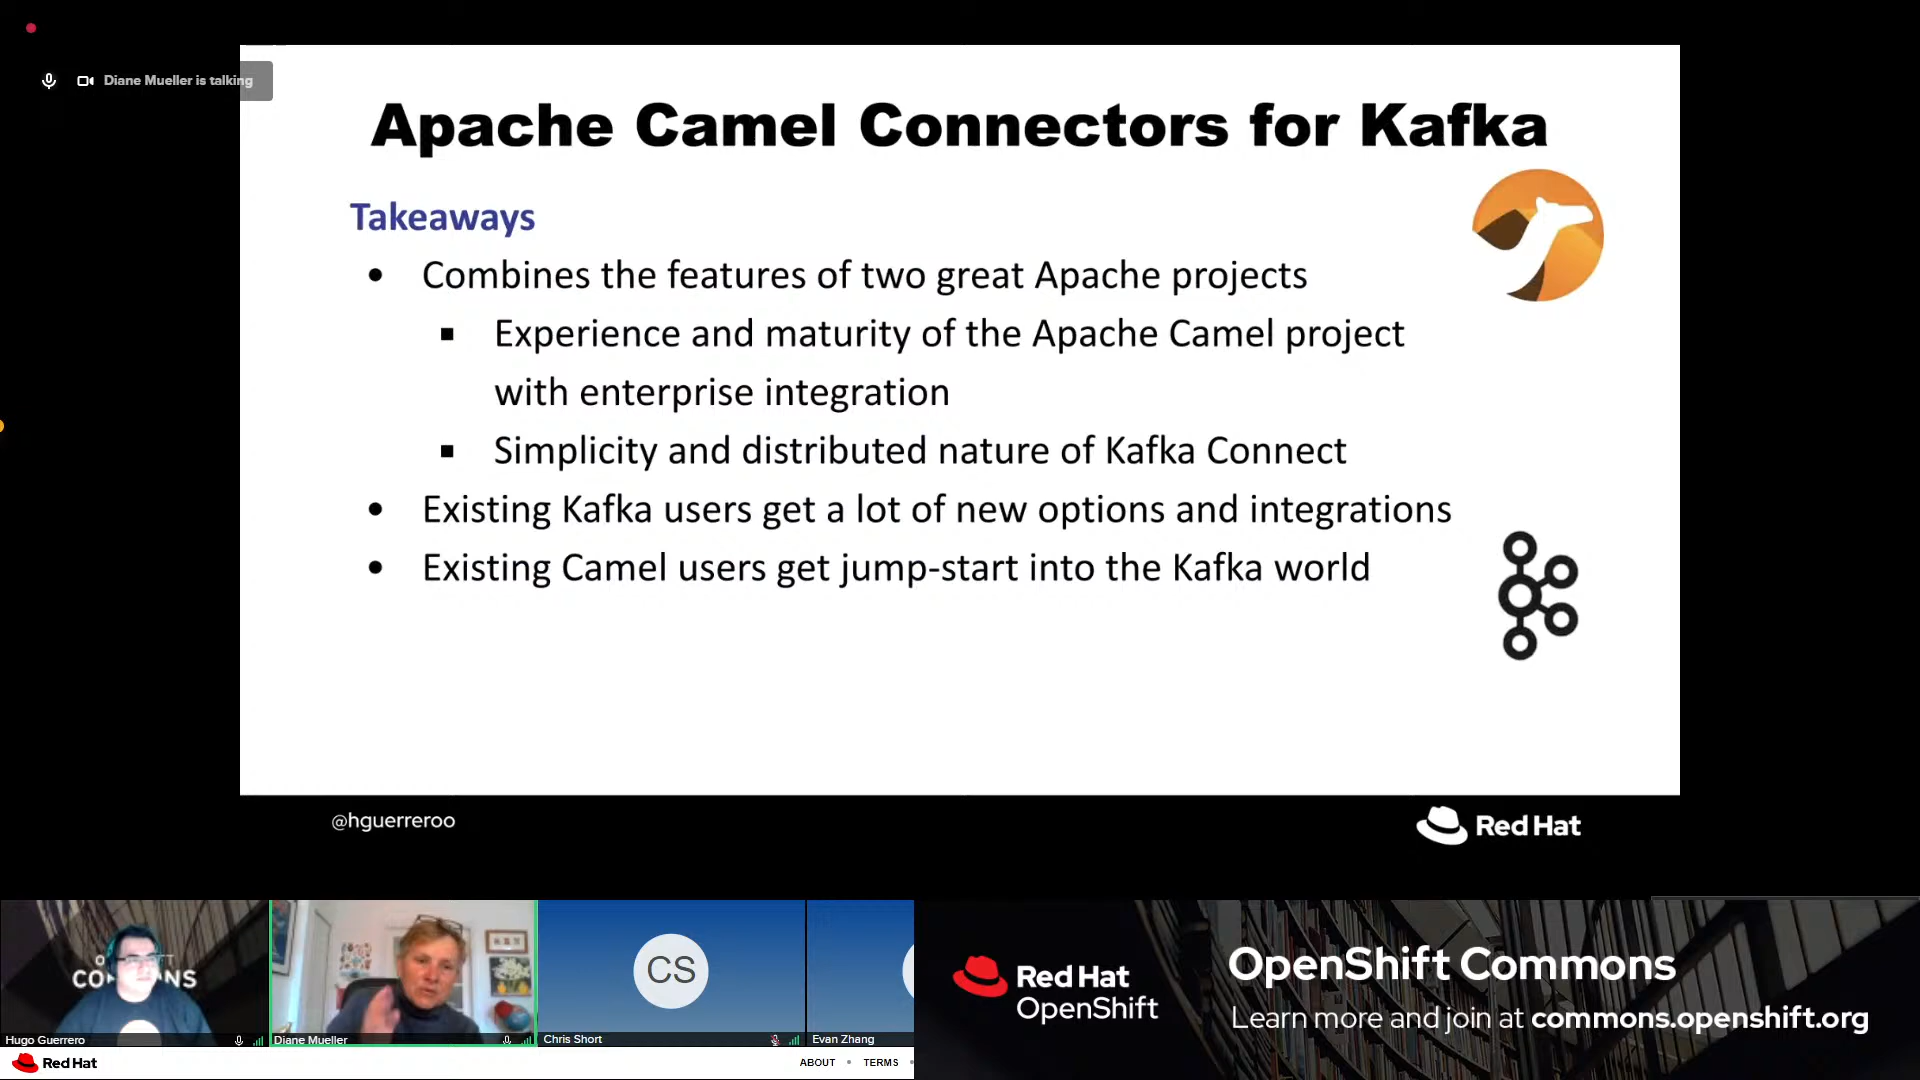 Diane Mueller is talking
Apache Camel Connectors for Kafka
Takeaways
• Combines the features of two great Apache projects
▪ Experience and maturity of the Apache Camel project
with enterprise integration
▪ Simplicity and distributed nature of Kafka Connect
• Existing Kafka users get a lot of new options and integrations
• Existing Camel users get jump-start into the Kafka world
@hguerreroo
Red Hat
COMMONS
CS
Hugo Guerrero
Diane Mueller
Chris Short
Evan Zhang
Red Hat
ABOUT • TERMS •
Red Hat
OpenShift
OpenShift Commons
Learn more and join at commons.openshift.org